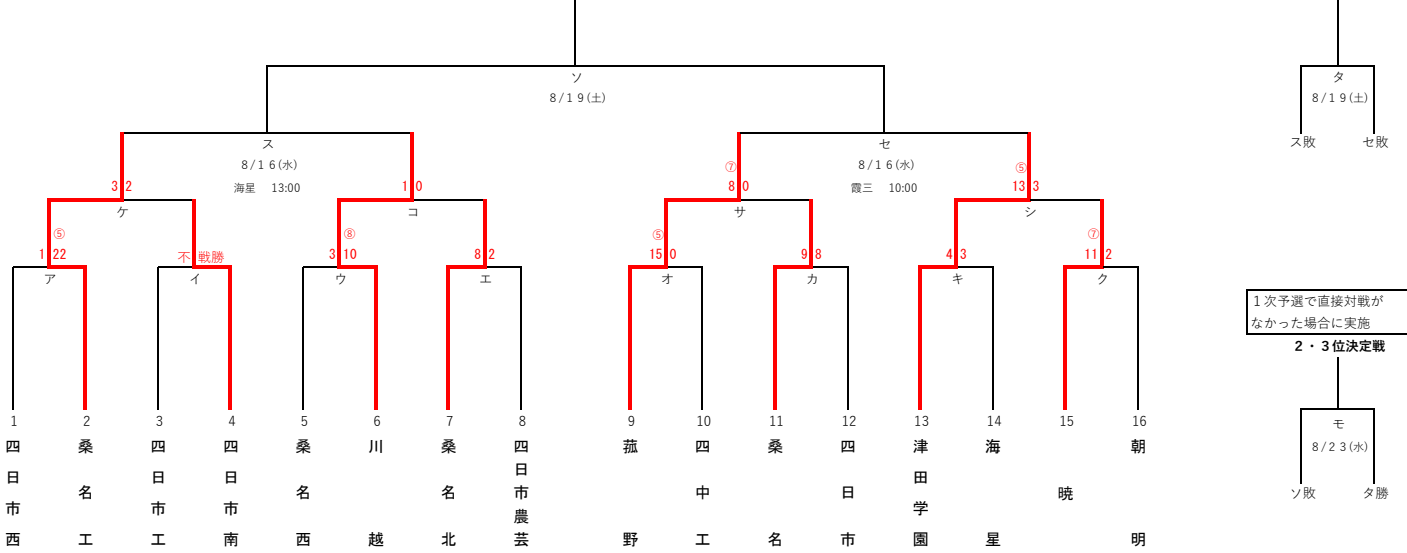 ソ
8/19(土)
タ
8/19(土)
ス敗 セ敗
ス
8/16(水)
海星 13:00
セ
8/16(水)
霞三 10:00
⑦
⑤
3 2
1 0
8 0
13 3
ケ
コ
サ
シ
⑤
⑧
⑤
⑦
1 22
不戦勝
3 10
8 2
15 0
9 8
4 3
11 2
ア
イ
ウ
エ
オ
カ
キ
ク
1次予選で直接対戦が
なかった場合に実施
2・3位決定戦
モ
8/23(水)
ソ敗 タ勝
1 2 3 4 5 6 7 8 9 10 11 12 13 14 15 16
四日市西
桑名工
四日市工
四日市南
桑名西
川越
桑名北
四日市農芸
菰野
四中工
桑名
四日市
津田学園
海星
暁
朝明